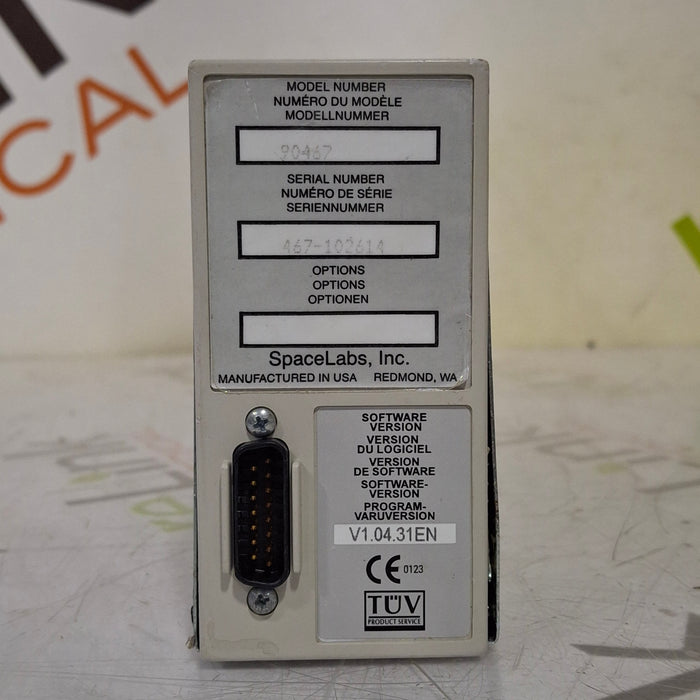 ICAL
MODEL NUMBER
NUMÉRO DU MODÈLE
MODELLNUMMER
90467
SERIAL NUMBER
NUMÉRO DE SÉRIE
SERIENNUMMER
467-102614
OPTIONS
OPTIONS
OPTIONEN
SpaceLabs, Inc.
MANUFACTURED IN USA REDMOND, WA
SOFTWARE
VERSION
VERSION
DU LOGICIEL
VERSION
DE SOFTWARE
SOFTWARE-
VERSION
PROGRAM-
VARUVERSION
V1.04.31EN
CE 0123
TÜV
PRODUCT SERVICE